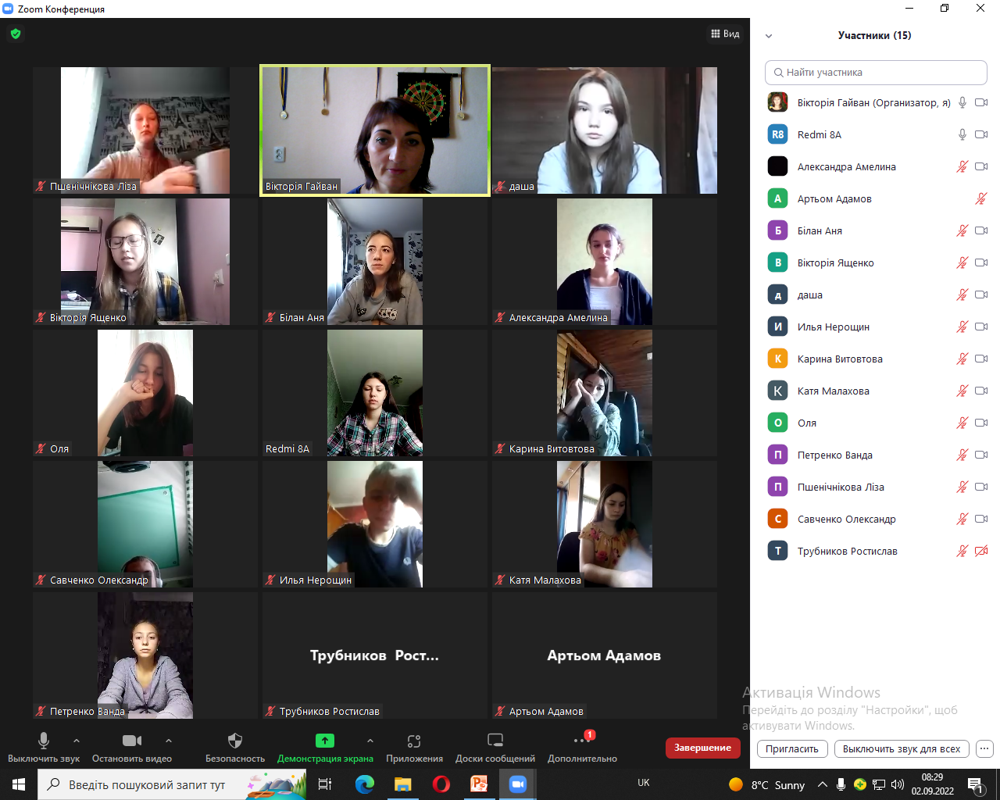 Zoom Конференция
Вид
Участники (15)
Найти участника
Пшенічнікова Ліза
Вікторія Гайван
даша
Вікторія Ященко
Білан Аня
Александра Амелина
Оля
Redmi 8A
Карина Витовтова
Савченко Олександр
Илья Нерощин
Катя Малахова
Петренко Ванда
Трубников Рост...
Трубников Ростислав
Артьом Адамов
Артьом Адамов
Вікторія Гайван (Организатор, я)
R8 Redmi 8A
Александра Амелина
А Артьом Адамов
Б Білан Аня
В Вікторія Ященко
д даша
И Илья Нерощин
К Карина Витовтова
К Катя Малахова
О Оля
П Петренко Ванда
П Пшенічнікова Ліза
С Савченко Олександр
Т Трубников Ростислав
Активація Windows
Перейдіть до розділу "Настройки", щоб
активувати Windows.
Пригласить
Выключить звук для всех
Выключить звук
Остановить видео
Безопасность
Демонстрация экрана
Приложения
Доски сообщений
1
Дополнительно
Завершение
Введіть пошуковий запит тут
UK
8°C Sunny
08:29
02.09.2022
1